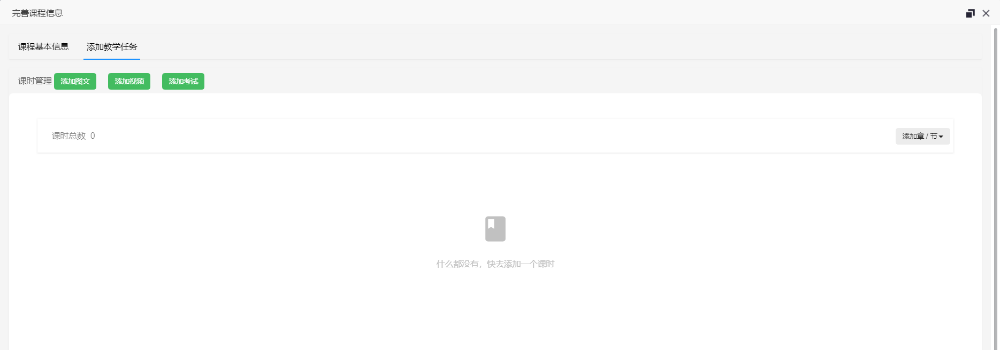 完善课程信息
课程基本信息 添加教学任务
课时管理 添加图文 添加视频 添加考试
课时总数 0 添加章 / 节
什么都没有，快去添加一个课时